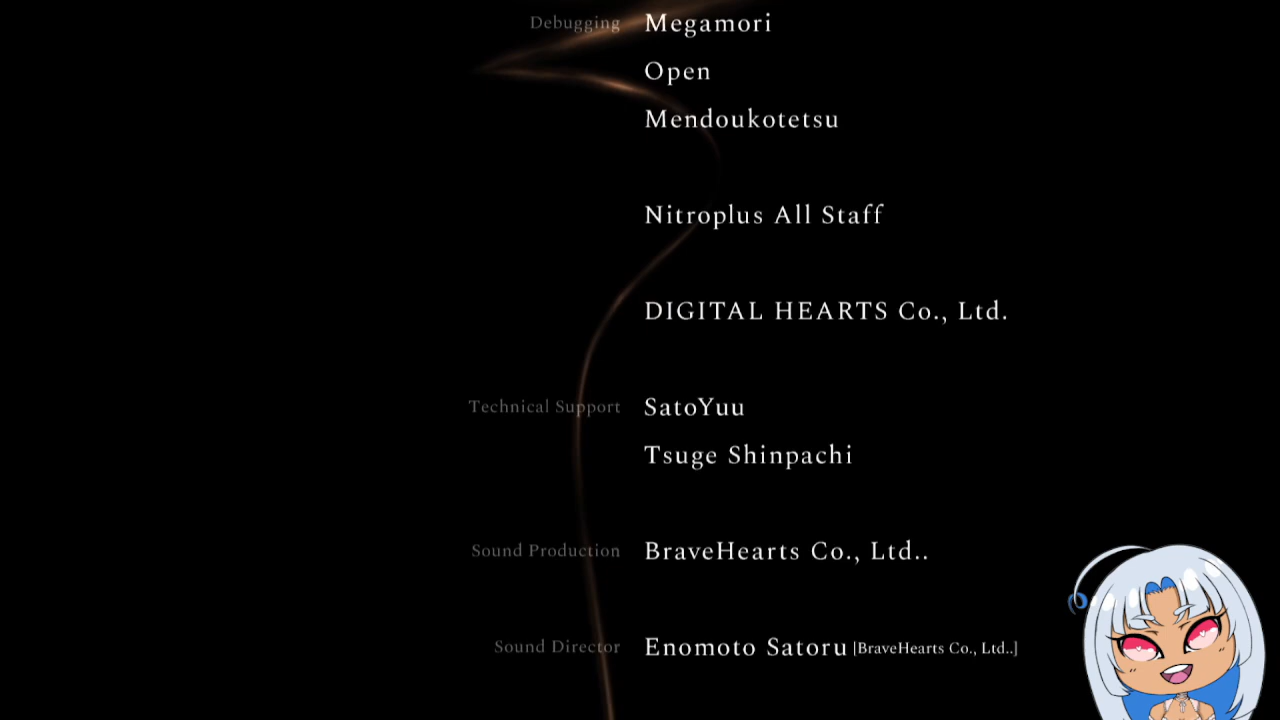 Debugging Megamori
Open
Mendoukotetsu
Nitroplus All Staff
DIGITAL HEARTS Co., Ltd.
Technical Support SatoYuu
Tsuge Shinpachi
Sound Production BraveHearts Co., Ltd..
Sound Director Enomoto Satoru [BraveHearts Co., Ltd..]